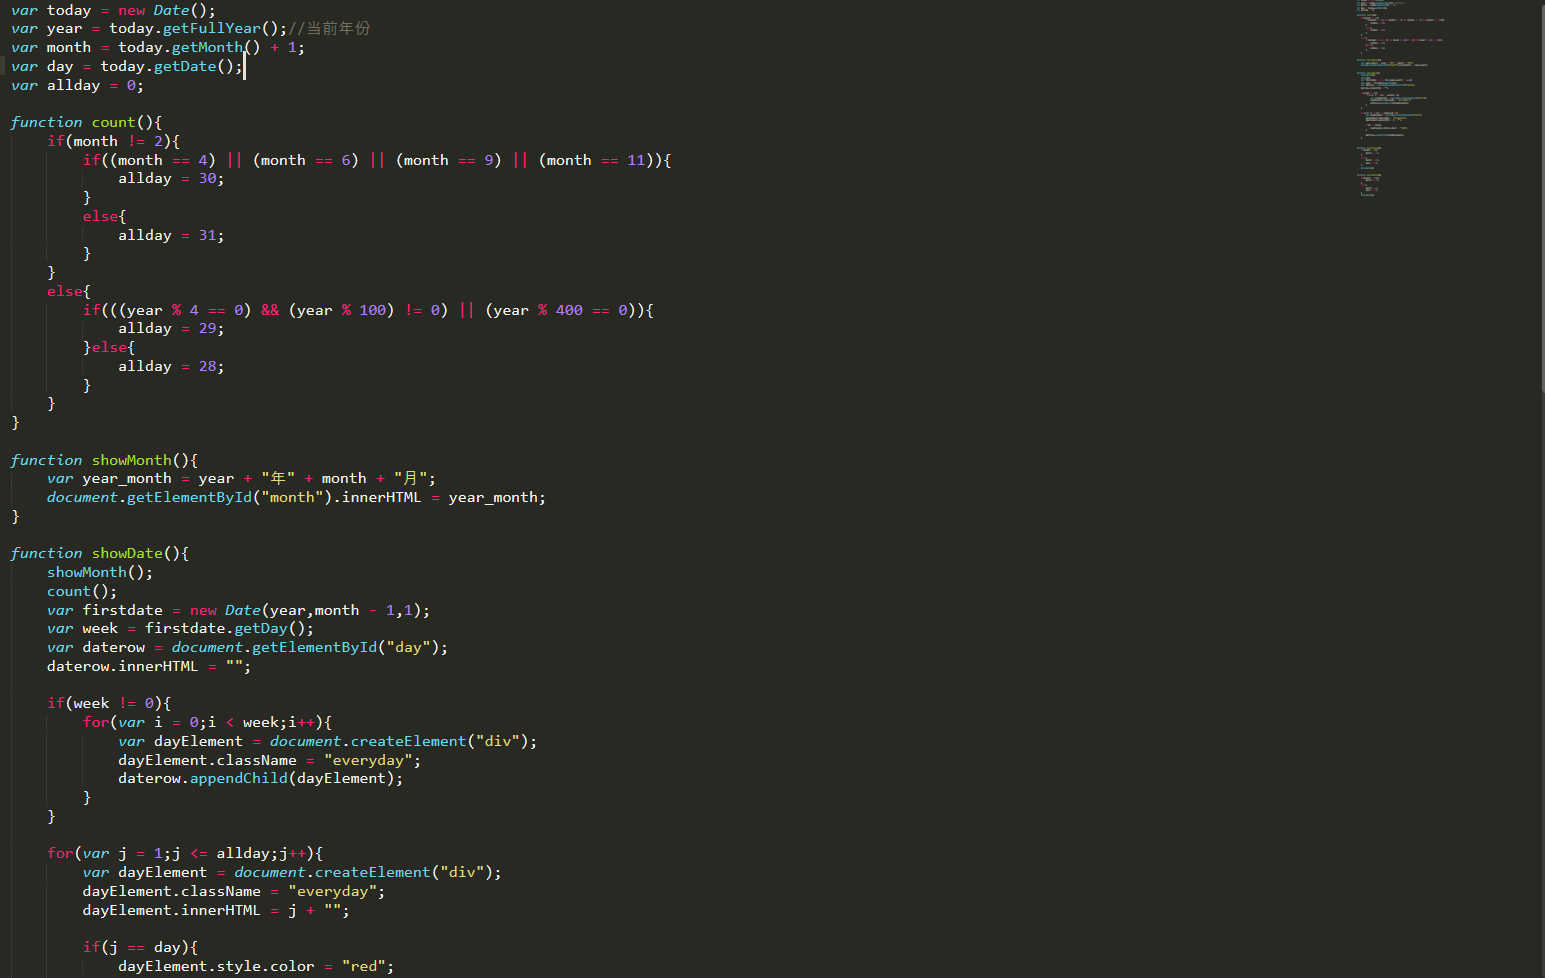 var today = new Date();
var year = today.getFullYear();//当前年份
var month = today.getMonth() + 1;
var day = today.getDate();
var allday = 0;
function count(){
if(month != 2){
if((month == 4) || (month == 6) || (month == 9) || (month == 11)){
allday = 30;
}
else{
allday = 31;
}
}
else{
if(((year % 4 == 0) && (year % 100) != 0) || (year % 400 == 0)){
allday = 29;
}else{
allday = 28;
}
}
}
function showMonth(){
var year_month = year + "年" + month + "月";
document.getElementById("month").innerHTML = year_month;
}
function showDate(){
showMonth();
count();
var firstdate = new Date(year,month - 1,1);
var week = firstdate.getDay();
var daterow = document.getElementById("day");
daterow.innerHTML = "";
if(week != 0){
for(var i = 0;i < week;i++){
var dayElement = document.createElement("div");
dayElement.className = "everyday";
daterow.appendChild(dayElement);
}
}
for(var j = 1;j <= allday;j++){
var dayElement = document.createElement("div");
dayElement.className = "everyday";
dayElement.innerHTML = j + "";
if(j == day){
dayElement.style.color = "red";